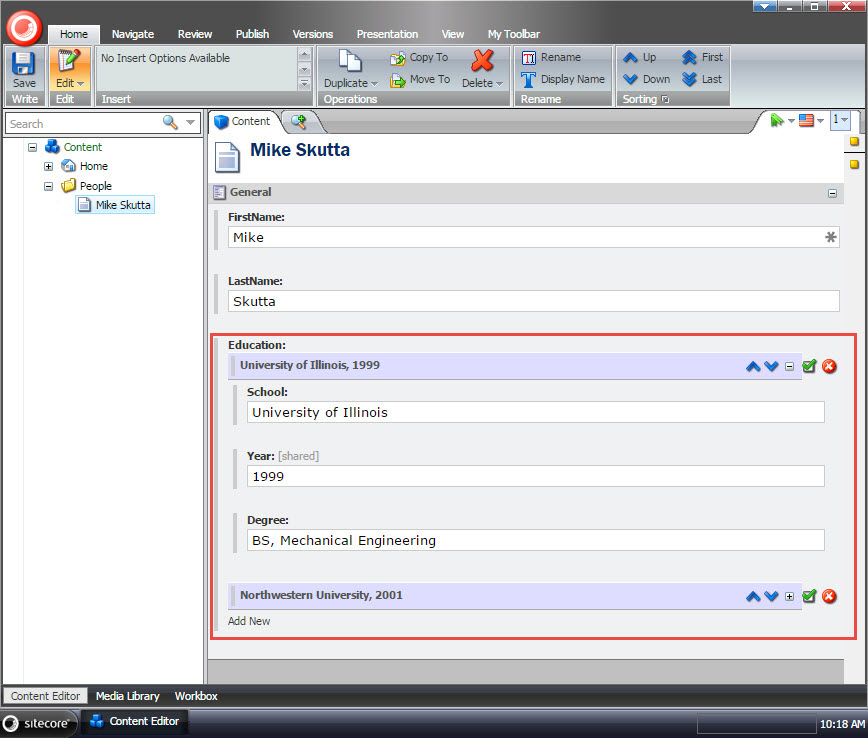 Home Navigate Review Publish Versions Presentation View My Toolbar
Save
Write
Edit
Edit
No Insert Options Available
Insert
Duplicate
Copy To
Move To
Delete
Operations
Rename
Display Name
Rename
Up
Down
First
Last
Sorting
Search
Content
Home
People
Mike Skutta
Content
1
Mike Skutta
General
FirstName:
Mike
LastName:
Skutta
Education:
University of Illinois, 1999
School:
University of Illinois
Year: [shared]
1999
Degree:
BS, Mechanical Engineering
Northwestern University, 2001
Add New
Content Editor Media Library Workbox
sitecore Content Editor 10:18 AM